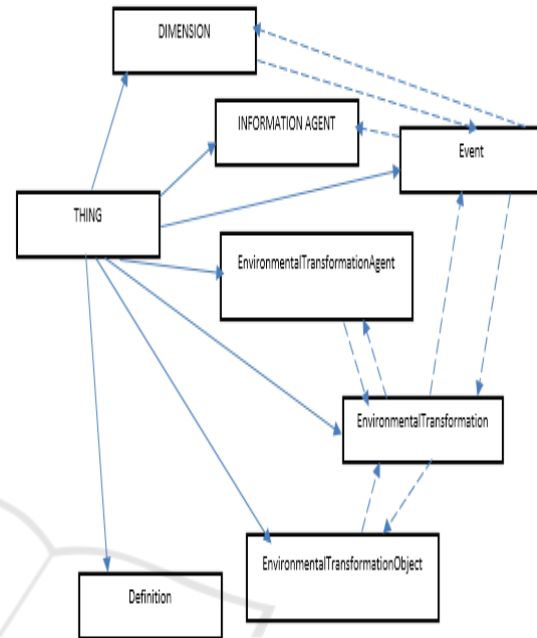 DIMENSION
INFORMATION AGENT
Event
THING
EnvironmentalTransformationAgent
EnvironmentalTransformation
EnvironmentalTransformationObject
Definition